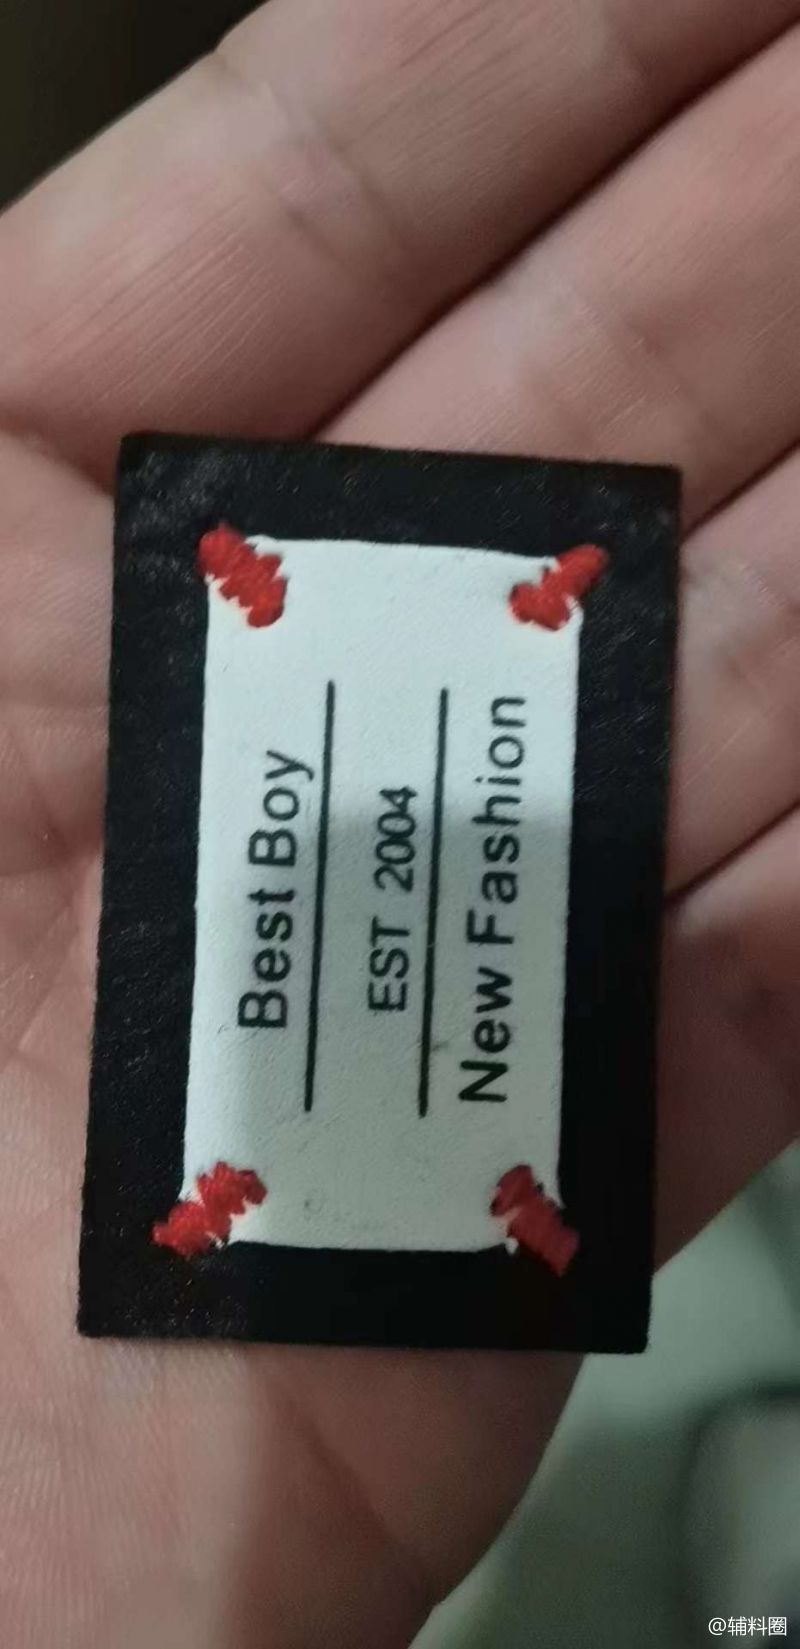 Best Boy
EST 2004
New Fashion
@辅料圈